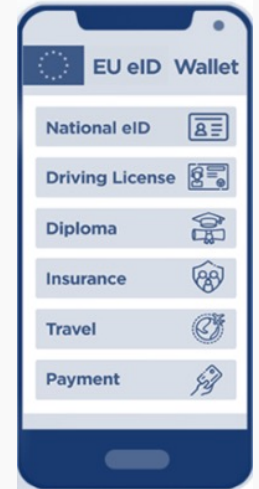 EU eID Wallet
National eID
Driving License
Diploma
Insurance
Travel
Payment